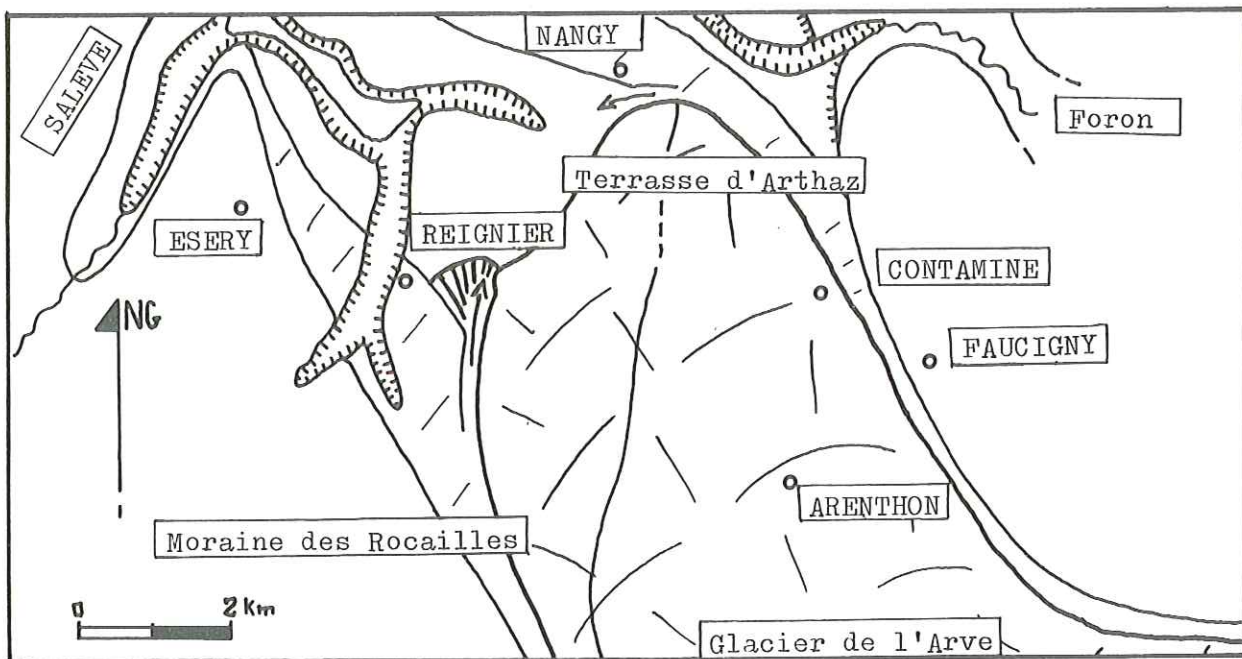 SALEVE
NANGY
Foron
Terrasse d'Arthaz
ESERY
REIGNIER
CONTAMINE
NG
FAUCIGNY
ARENTHON
Moraine des Rocailles
0 2 Km
Glacier de l'Arve